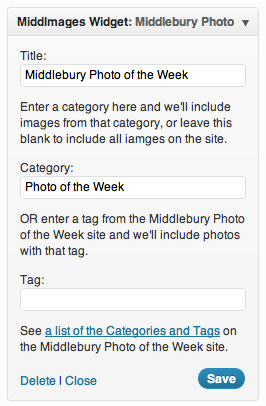 MiddImages Widget: Middlebury Photo
Title:
Middlebury Photo of the Week
Enter a category here and we'll include
images from that category, or leave this
blank to include all iamges on the site.
Category:
Photo of the Week
OR enter a tag from the Middlebury Photo
of the Week site and we'll include photos
with that tag.
Tag:
See a list of the Categories and Tags on
the Middlebury Photo of the Week site.
Delete | Close Save